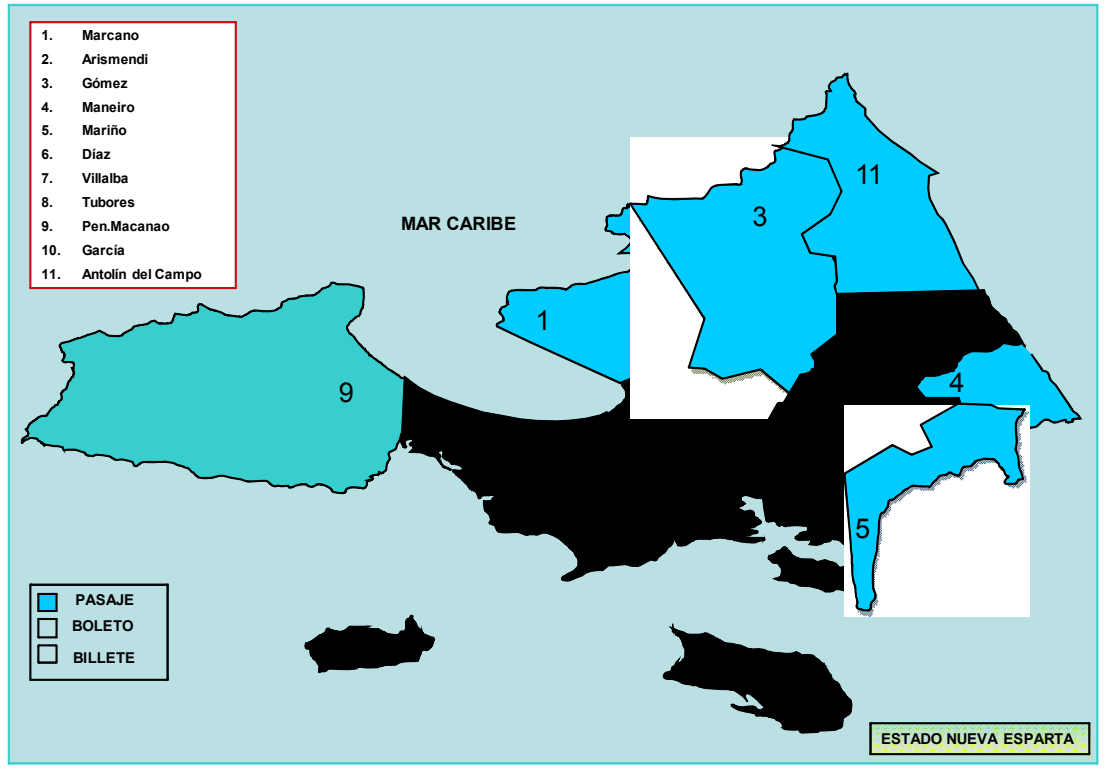 1. Marcano
2. Arismendi
3. Gómez
4. Maneiro
5. Mariño
6. Díaz
7. Villalba
8. Tubores
9. Pen.Macanao
10. García
11. Antolín del Campo
MAR CARIBE
11
3
1
9
4
5
PASAJE
BOLETO
BILLETE
ESTADO NUEVA ESPARTA